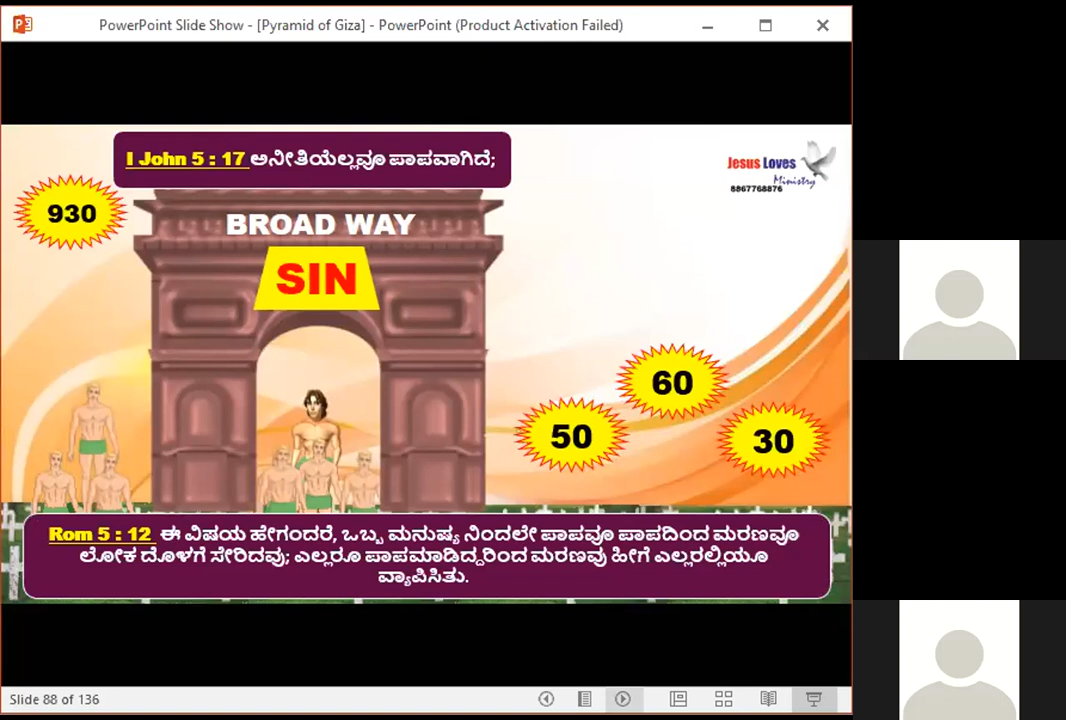 PowerPoint Slide Show - [Pyramid of Giza] - PowerPoint (Product Activation Failed)
I John 5 : 17 ಅನೀತಿಯೆಲ್ಲವೂ ಪಾಪವಾಗಿದೆ;
Jesus Loves
Ministry
8867768876
930
BROAD WAY
SIN
60
50
30
Rom 5 : 12 ಈ ವಿಷಯ ಹೇಗಂದರೆ, ಒಬ್ಬ ಮನುಷ್ಯ ನಿಂದಲೇ ಪಾಪವೂ ಪಾಪದಿಂದ ಮರಣವೂ
ಲೋಕ ದೊಳಗೆ ಸೇರಿದವು; ಎಲ್ಲರೂ ಪಾಪಮಾಡಿದ್ದರಿಂದ ಮರಣವು ಹೀಗೆ ಎಲ್ಲರಲ್ಲಿಯೂ
ವ್ಯಾಪಿಸಿತು.
Slide 88 of 136